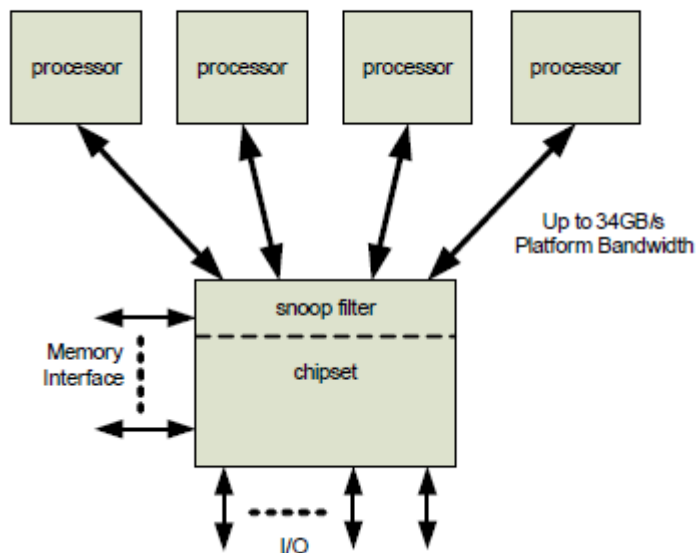 processor
processor
processor
processor
Up to 34GB/s
Platform Bandwidth
snoop filter
Memory
Interface
chipset
I/O